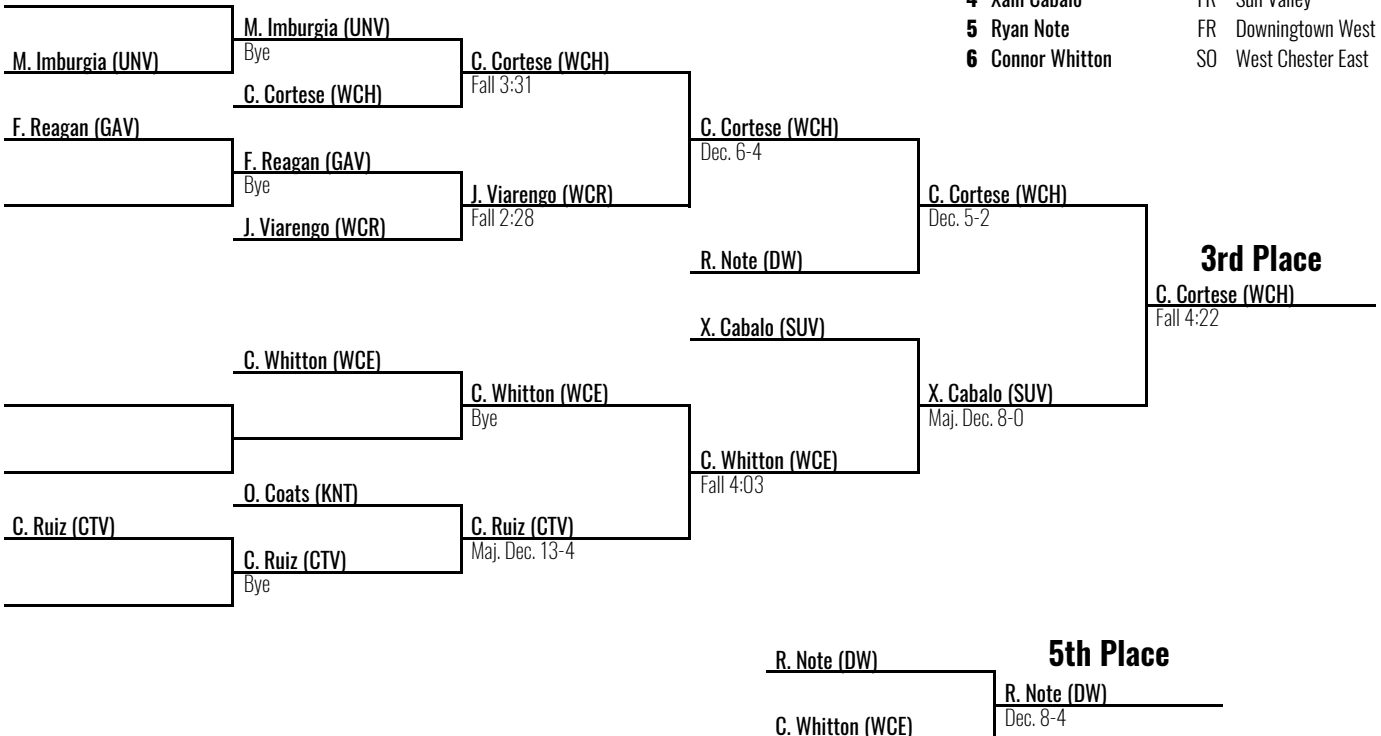 4 Xam Cabalo FR Sun Valley
5 Ryan Note FR Downingtown West
6 Connor Whitton SO West Chester East
M. Imburgia (UNV)
M. Imburgia (UNV)
Bye
C. Cortese (WCH)
C. Cortese (WCH)
Fall 3:31
F. Reagan (GAV)
F. Reagan (GAV)
Bye
J. Viarengo (WCR)
J. Viarengo (WCR)
Fall 2:28
C. Cortese (WCH)
Dec. 6-4
R. Note (DW)
C. Cortese (WCH)
Dec. 5-2
3rd Place
C. Cortese (WCH)
Fall 4:22
X. Cabalo (SUV)
X. Cabalo (SUV)
Maj. Dec. 8-0
C. Whitton (WCE)
C. Whitton (WCE)
Bye
C. Whitton (WCE)
Fall 4:03
O. Coats (KNT)
C. Ruiz (CTV)
C. Ruiz (CTV)
Bye
C. Ruiz (CTV)
Maj. Dec. 13-4
5th Place
R. Note (DW)
R. Note (DW)
Dec. 8-4
C. Whitton (WCE)